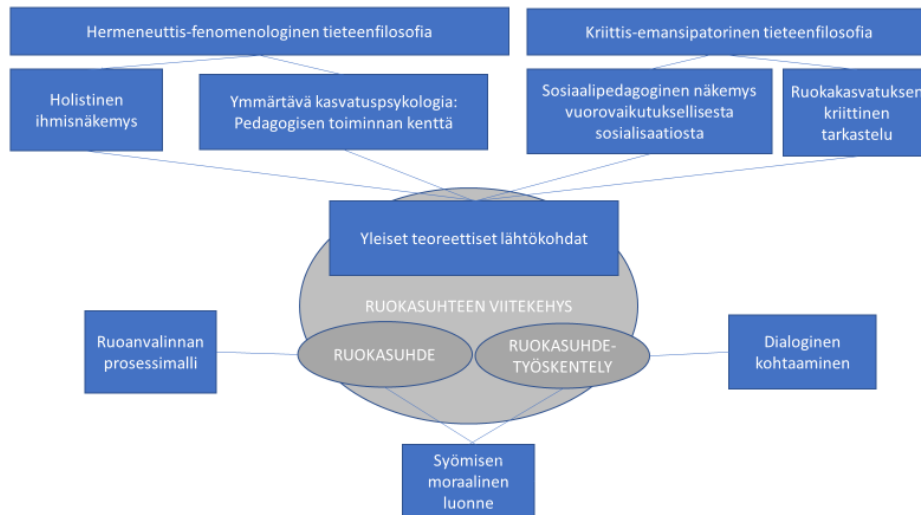 Hermeneuttis-fenomenologinen tieteenfilosofia
Kriittis-emansipatorinen tieteenfilosofia
Holistinen
ihmisnäkemys
Ymmärtävä kasvatuspsykologia:
Pedagogisen toiminnan kenttä
Sosiaalipedagoginen näkemys
vuorovaikutuksellisesta
sosialisaatiosta
Ruokakasvatuksen
kriittinen
tarkastelu
Yleiset teoreettiset lähtökohdat
RUOKASUHTEEN VIITEKEHYS
Ruoanvalinnan
prosessimalli
RUOKASUHDE
RUOKASUHDE-
TYÖSKENTELY
Dialoginen
kohtaaminen
Syömisen
moraalinen
luonne